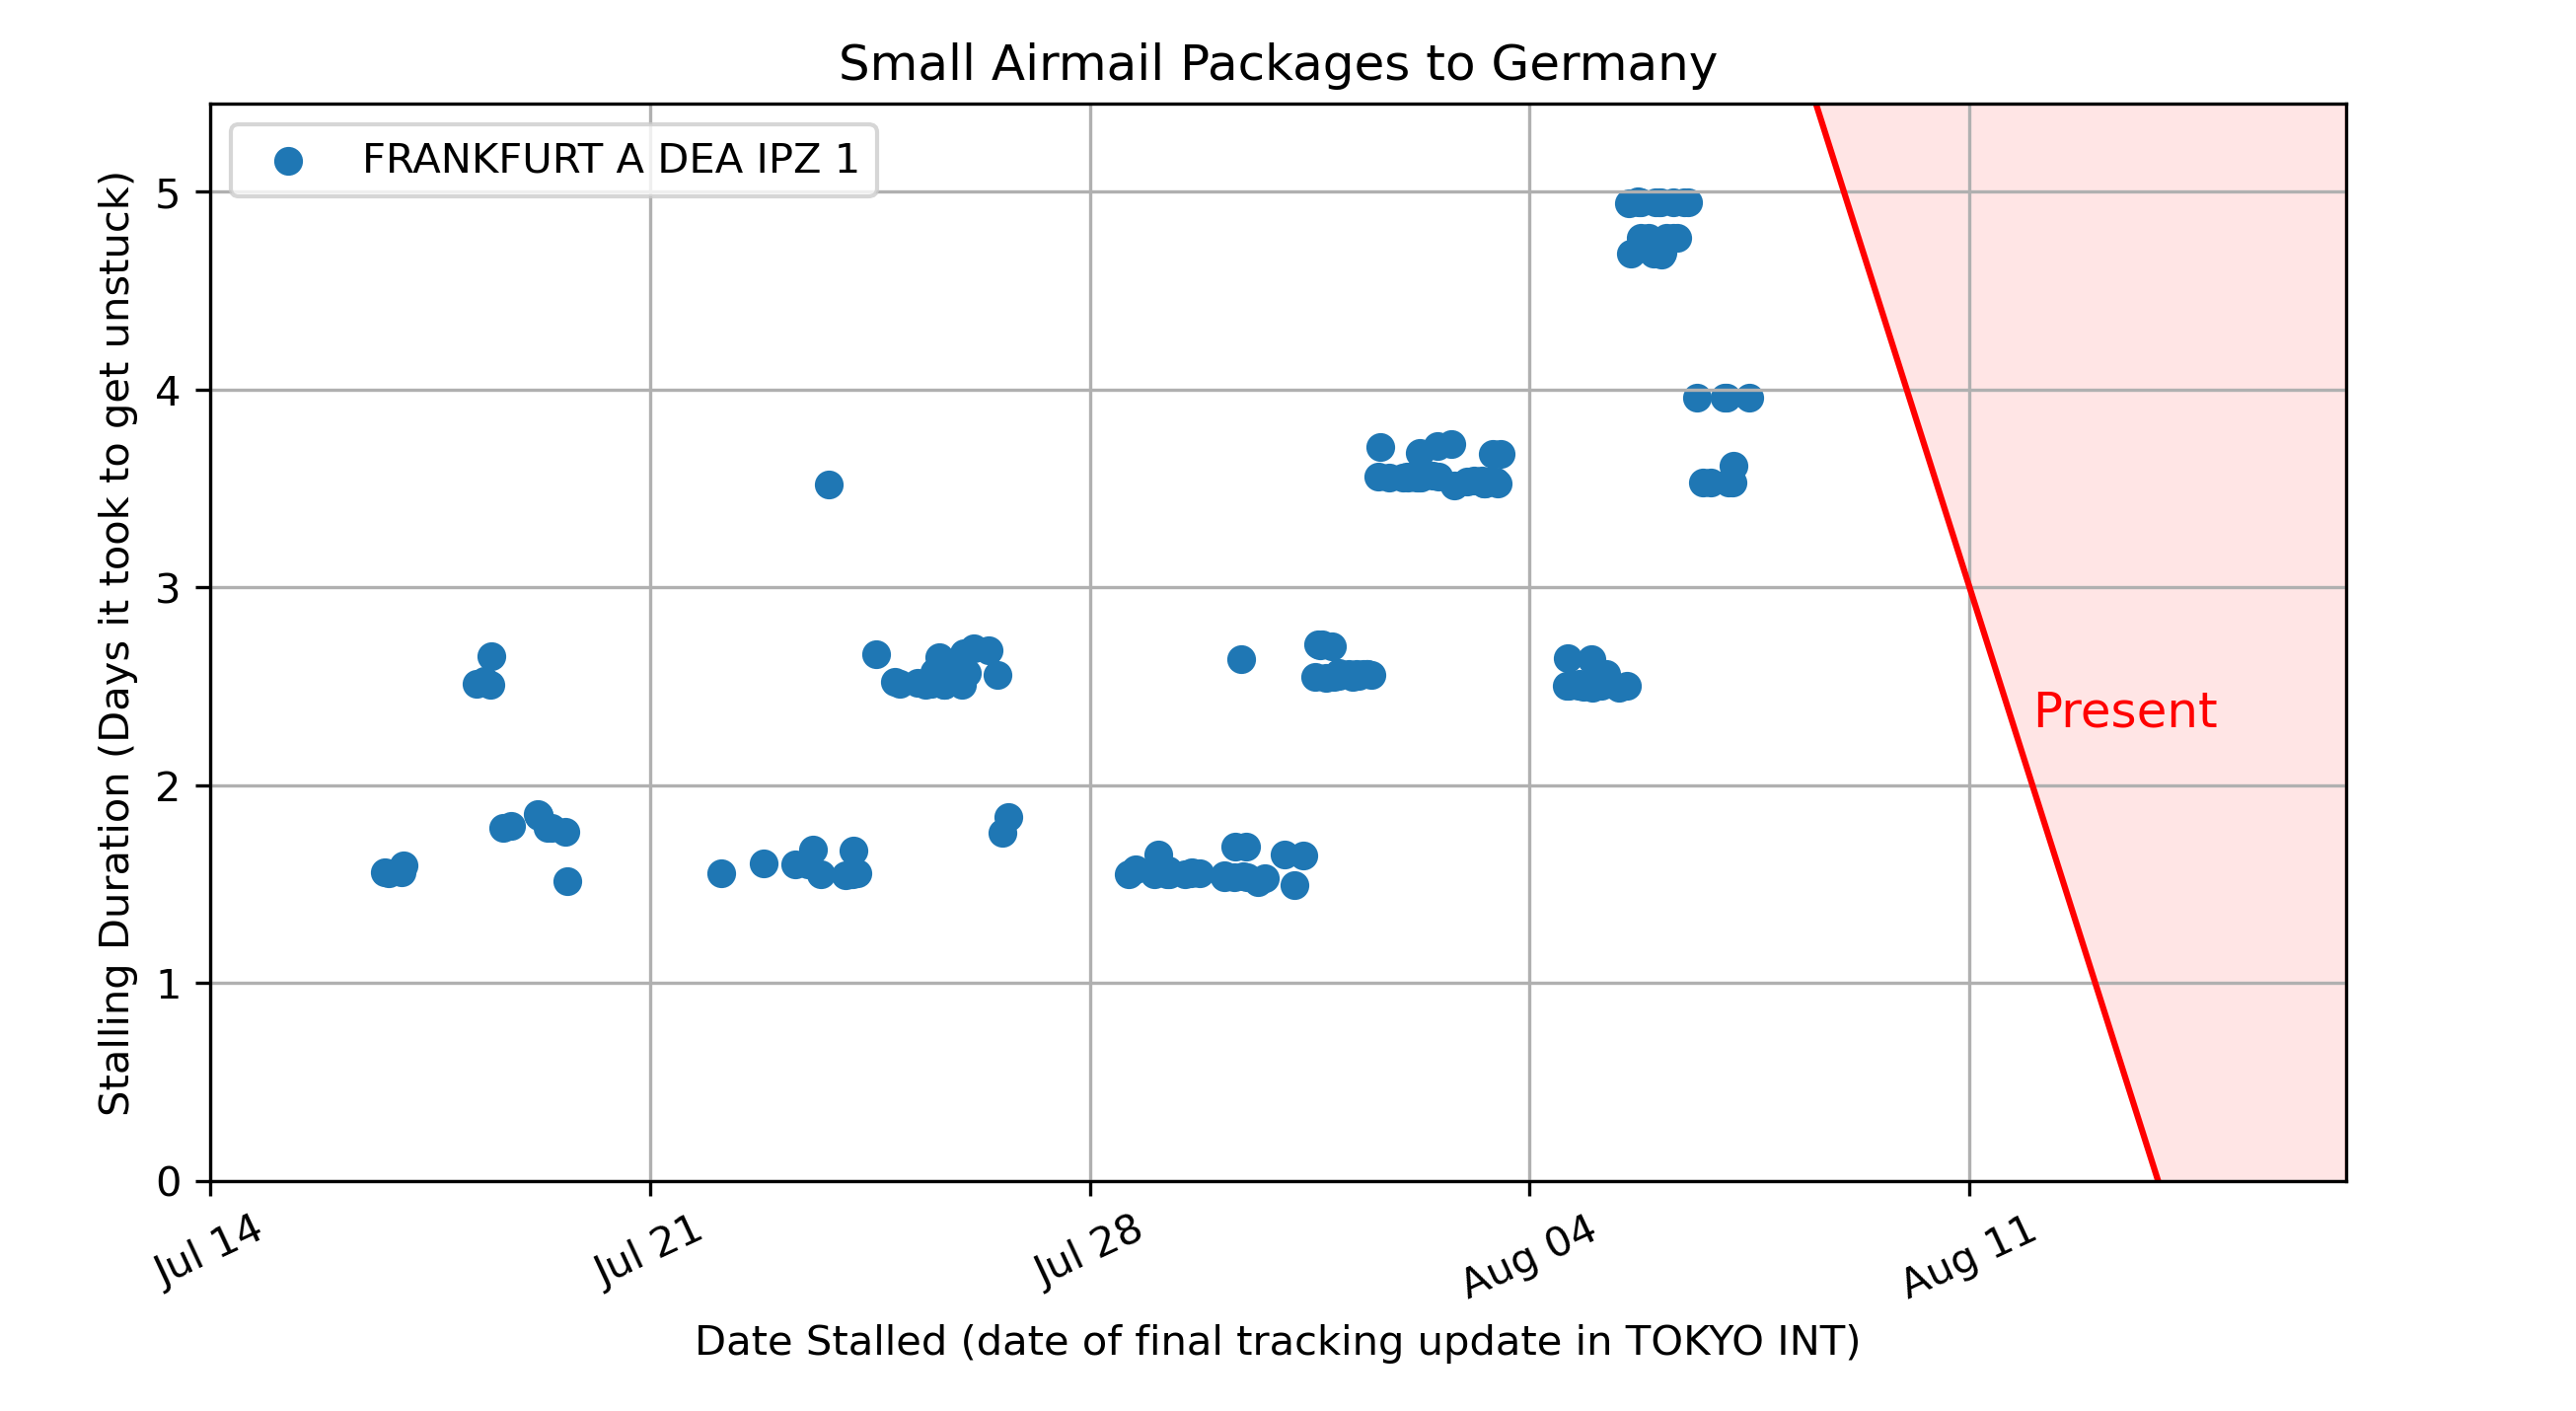 Small Airmail Packages to Germany
FRANKFURT A DEA IPZ 1
Stalling Duration (Days it took to get unstuck)
5
4
3
2
1
0
Present
Jul 14
Jul 21
Jul 28
Aug 04
Aug 11
Date Stalled (date of final tracking update in TOKYO INT)